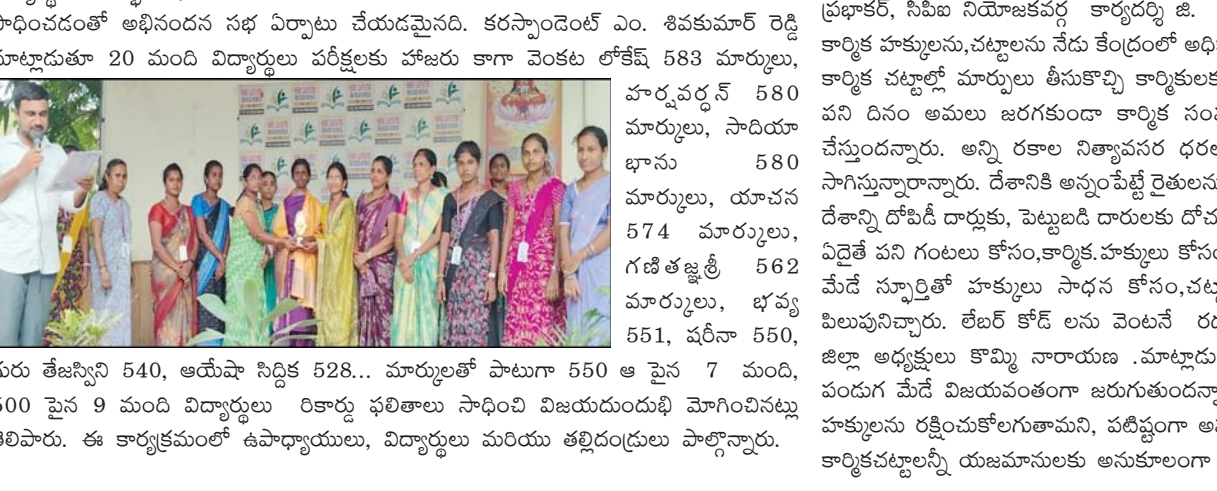 సాధించడంతో అభినందన సభ ఏర్పాటు చేయడమైనది. కరస్పాండెంట్ ఎం. శివకుమార్ రెడ్డి
మాట్లాడుతూ 20 మంది విద్యార్థులు పరీక్షలకు హాజరు కాగా వెంకట లోకేష్ 583 మార్కులు,
హర్షవర్ధన్ 580
మార్కులు, సాదియా
భాను 580
మార్కులు, యాచన
574 మార్కులు,
గణితజ్ఞశ్రీ 562
మార్కులు, భవ్య
551, షరీనా 550,
గురు తేజస్విని 540, ఆయేషా సిద్దిక 528... మార్కులతో పాటుగా 550 ఆ పైన 7 మంది,
500 పైన 9 మంది విద్యార్థులు రికార్డు ఫలితాలు సాధించి విజయదుందుభి మోగించినట్లు
తెలిపారు. ఈ కార్యక్రమంలో ఉపాధ్యాయులు, విద్యార్థులు మరియు తల్లిదండ్రులు పాల్గొన్నారు.
ప్రభాకర్, సిపిఐ నియోజకవర్గ కార్యదర్శి జి.
కార్మిక హక్కులను,చట్టాలను నేడు కేంద్రంలో
కార్మిక చట్టాల్లో మార్పులు తీసుకొచ్చి
పని దినం అమలు జరగకుండా కార్మిక
చేస్తుందన్నారు. అన్ని రకాల నిత్యావసర
సాగిస్తున్నారాన్నారు. దేశానికి అన్నంపేట్టే
దేశాన్ని దోపిడీ దార్లుకు, పెట్టుబడి దారులకు
ఏదైతే పని గంటలు కోసం,కార్మిక.హక్కులు
మేడే స్ఫూర్తితో హక్కులు సాధన
పిలుపునిచ్చారు. లేబర్ కోడ్ లను వెంటనే
జిల్లా అధ్యక్షులు కొమ్మి నారాయణ
పండుగ మేడే విజయవంతంగా
హక్కులను రక్షించుకోలగుతామని, పటిష్టంగా
కార్మికచట్టాలన్నీ యజమానులకు అనుకూలంగా